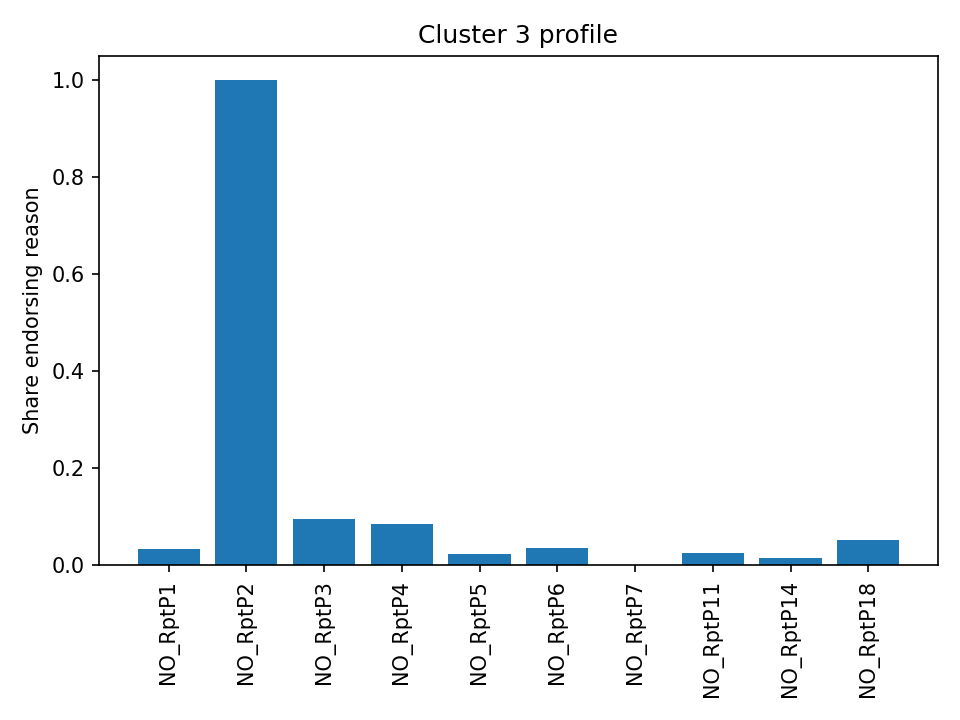 Cluster 3 profile
Share endorsing reason
1.0
0.8
0.6
0.4
0.2
0.0
NO_RptP1
NO_RptP2
NO_RptP3
NO_RptP4
NO_RptP5
NO_RptP6
NO_RptP7
NO_RptP11
NO_RptP14
NO_RptP18